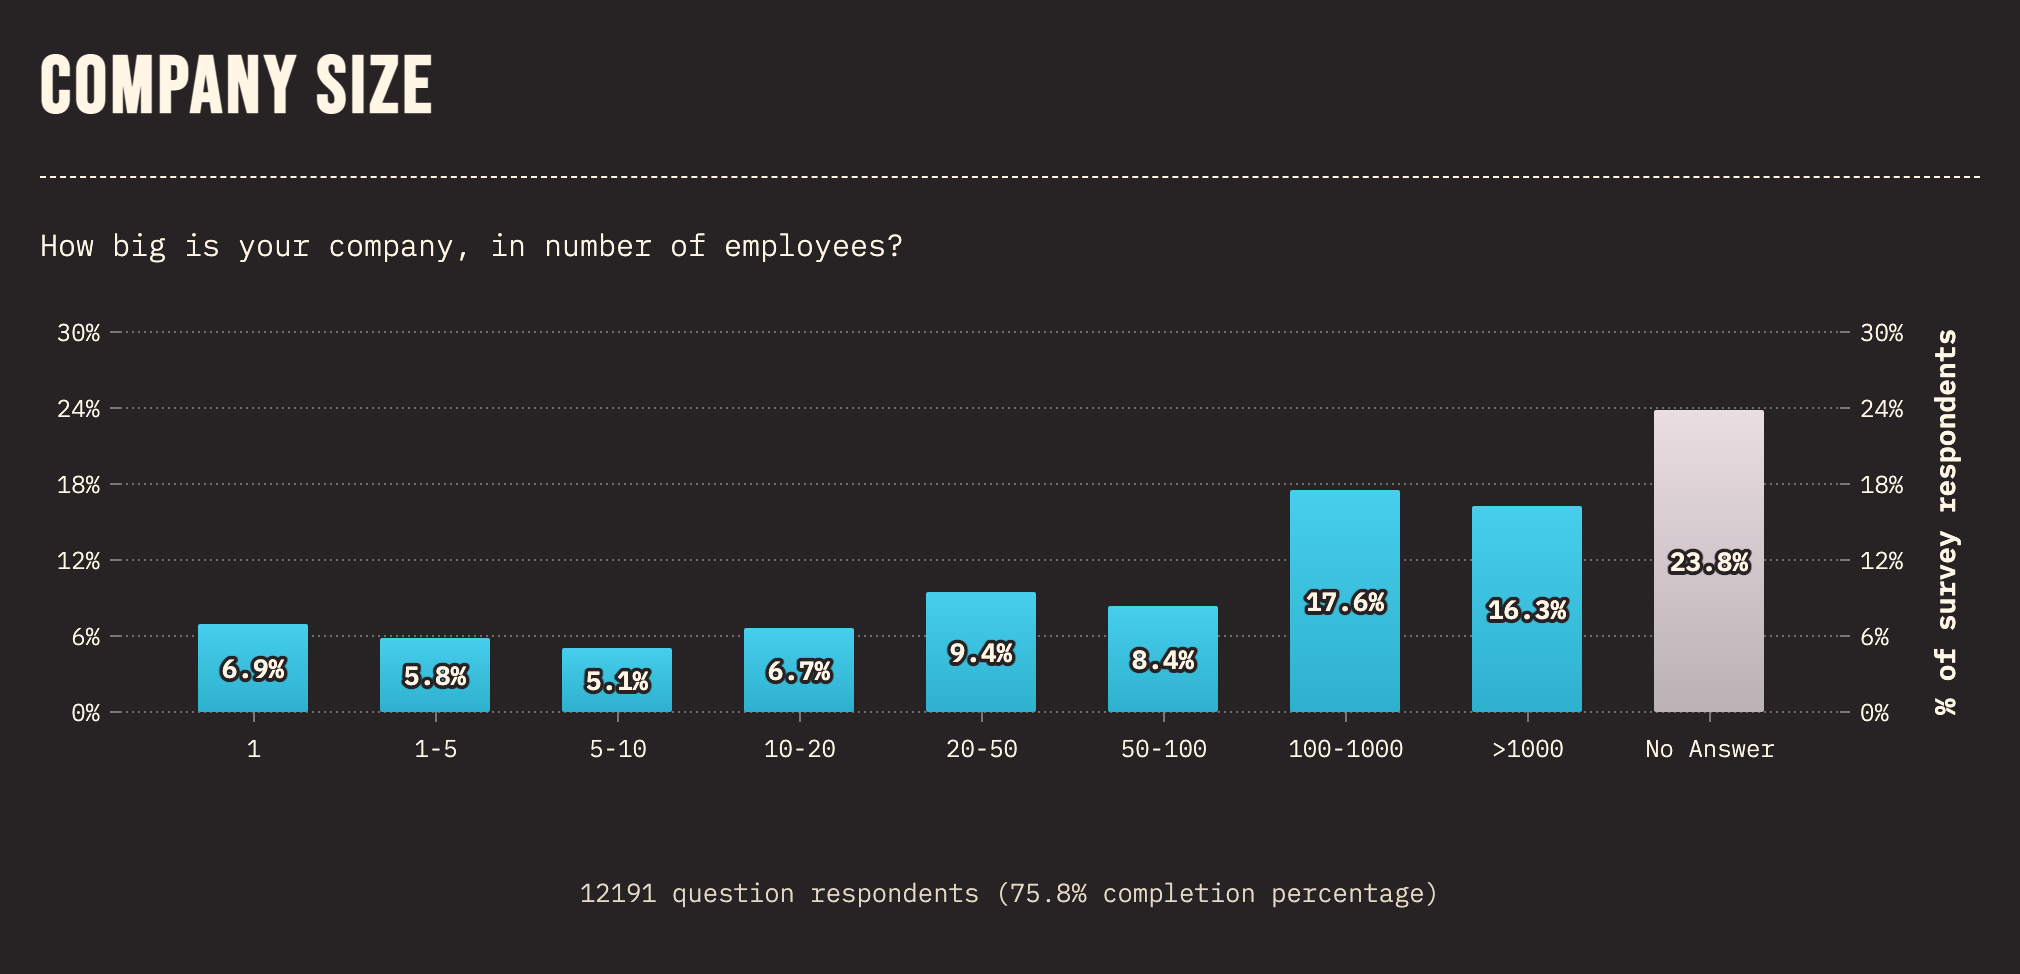 COMPANY SIZE
How big is your company, in number of employees?
30% 30%
24% 24%
18% 18%
12% 12%
6% 6%
0% 0%
% of survey respondents
6.9% 5.8% 5.1% 6.7% 9.4% 8.4% 17.6% 16.3% 23.8%
1 1-5 5-10 10-20 20-50 50-100 100-1000 >1000 No Answer
12191 question respondents (75.8% completion percentage)